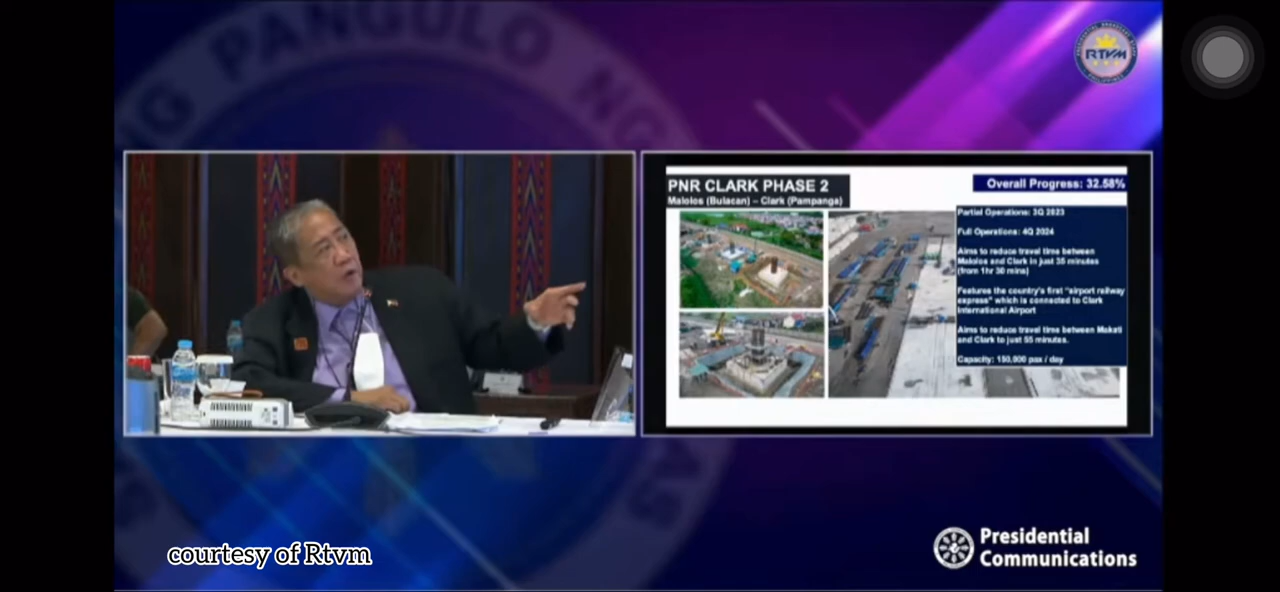 NG PANGULO NG
RTVM
PNR CLARK PHASE 2
Malolos (Bulacan) – Clark (Pampanga)
Overall Progress: 32.58%
Partial Operations: 3Q 2023
Full Operations: 4Q 2024
Aims to reduce travel time between
Malolos and Clark in just 35 minutes
(from 1hr 30 mins)
Features the country's first "airport railway
express" which is connected to Clark
International Airport
Aims to reduce travel time between Makati
and Clark to just 55 minutes.
Capacity: 150,000 pax / day
courtesy of Rtvm
Presidential
Communications